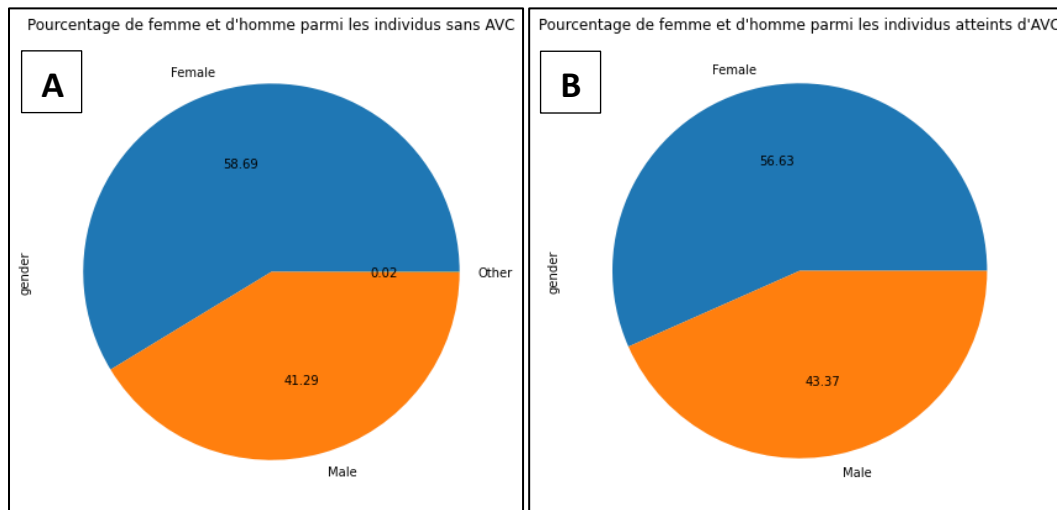 Pourcentage de femme et d'homme parmi les individus sans AVC
A
Female
58.69
gender
0.02
Other
41.29
Male
Pourcentage de femme et d'homme parmi les individus atteints d'AVC
B
Female
56.63
gender
43.37
Male